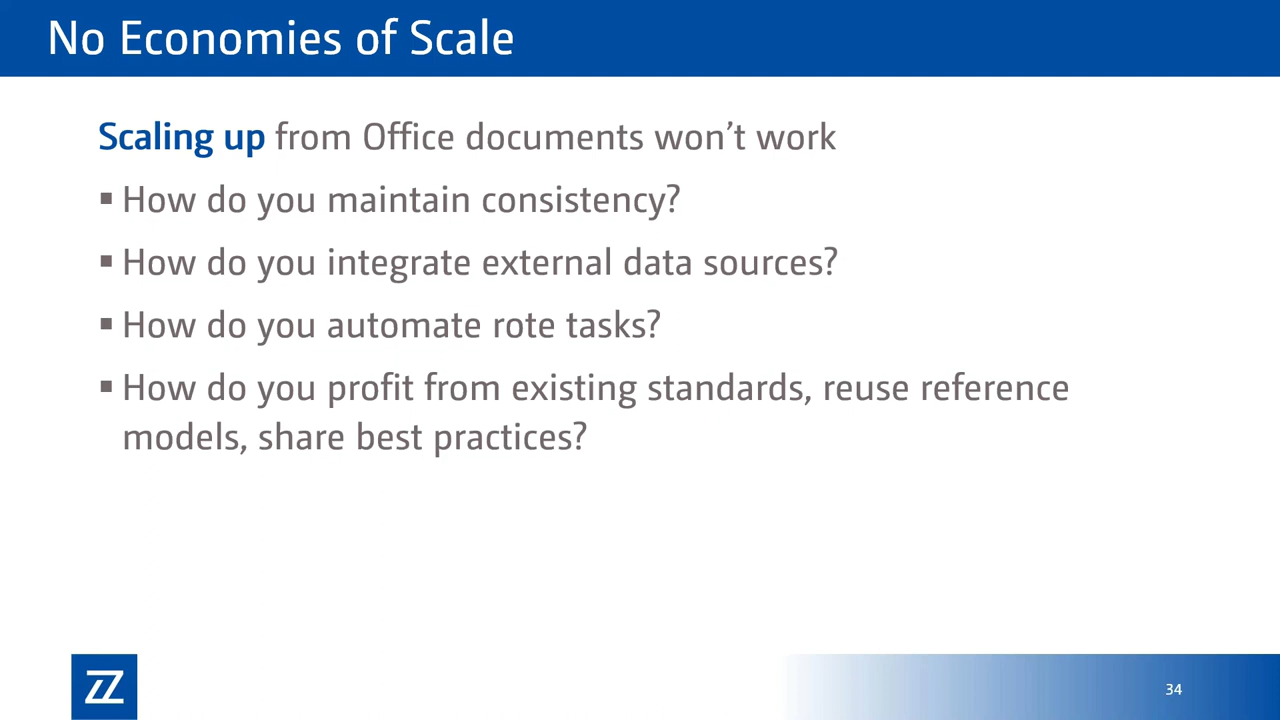 No Economies of Scale
Scaling up from Office documents won’t work
▪ How do you maintain consistency?
▪ How do you integrate external data sources?
▪ How do you automate rote tasks?
▪ How do you profit from existing standards, reuse reference
models, share best practices?
ZZ
34